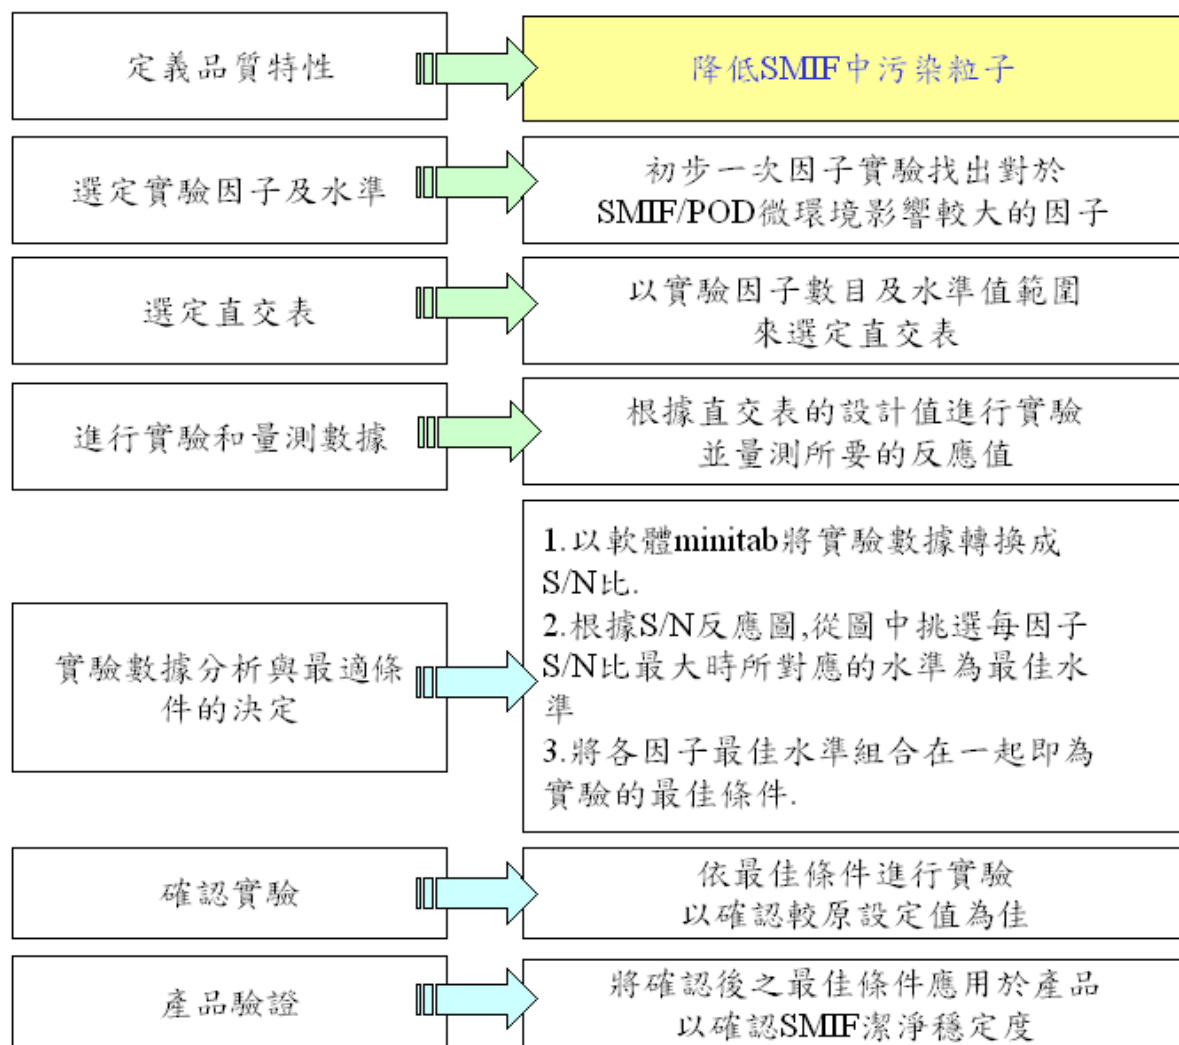 定義品質特性
降低SMIF中污染粒子
選定實驗因子及水準
初步一次因子實驗找出對於
SMIF/POD微環境影響較大的因子
選定直交表
以實驗因子數目及水準值範圍
來選定直交表
進行實驗和量測數據
根據直交表的設計值進行實驗
並量測所要的反應值
實驗數據分析與最適條
件的決定
1.以軟體minitab將實驗數據轉換成
S/N比.
2.根據S/N反應圖,從圖中挑選每因子
S/N比最大時所對應的水準為最佳水
準
3.將各因子最佳水準組合在一起即為
實驗的最佳條件.
確認實驗
依最佳條件進行實驗
以確認較原設定值為佳
產品驗證
將確認後之最佳條件應用於產品
以確認SMIF潔淨穩定度